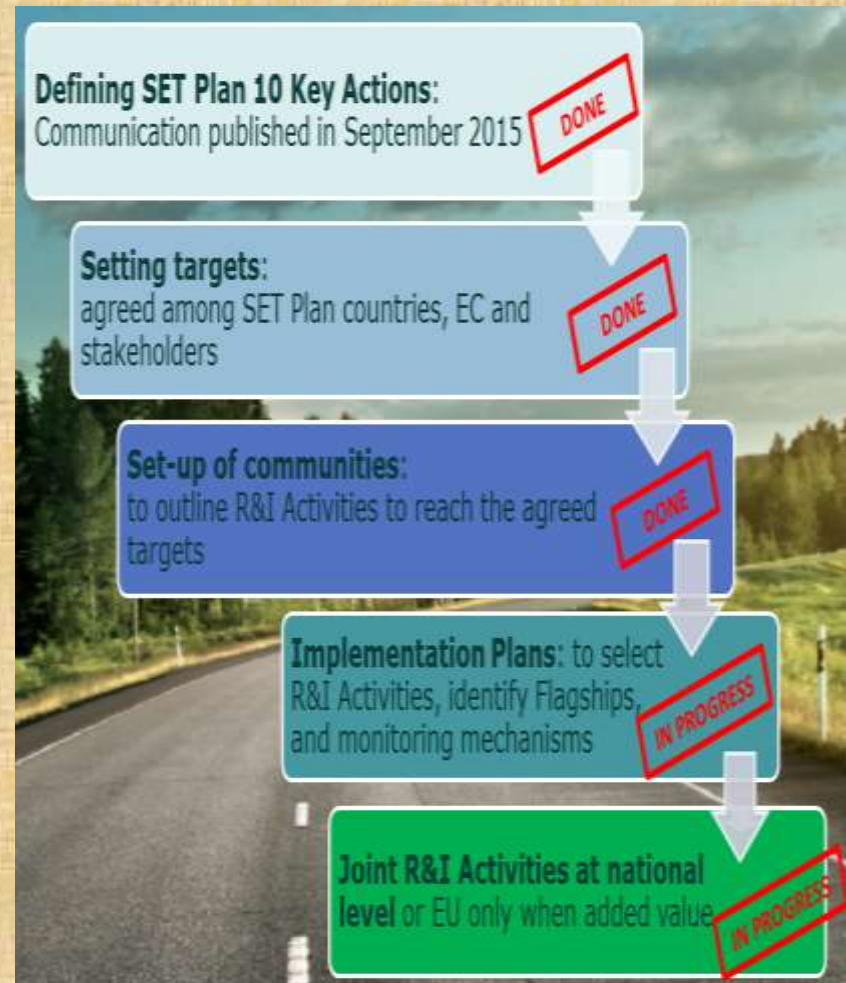 Defining SET Plan 10 Key Actions:
Communication published in September 2015
DONE
Setting targets:
agreed among SET Plan countries, EC and
stakeholders
DONE
Set-up of communities:
to outline R&I Activities to reach the agreed
targets
DONE
Implementation Plans: to select
R&I Activities, identify Flagships,
and monitoring mechanisms
IN PROGRESS
Joint R&I Activities at national
level or EU only when added value
IN PROGRESS